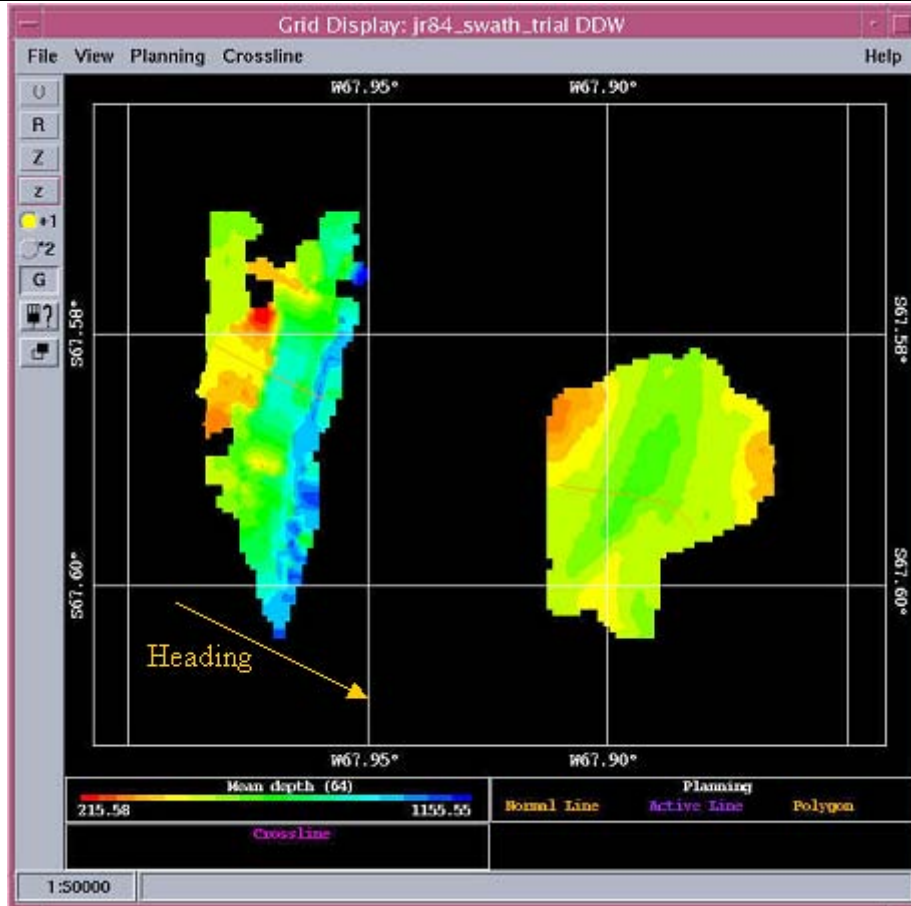 Grid Display: jr84_swath_trial DDW
File View Planning Crossline Help
U
R
Z
z
+1
*2
G
?
W67.95° W67.90°
S67.58° S67.58°
S67.60° S67.60°
Heading
W67.95° W67.90°
Mean depth (64) Planning
215.58 1155.55 Normal Line Active Line Polygon
Crossline
1:50000